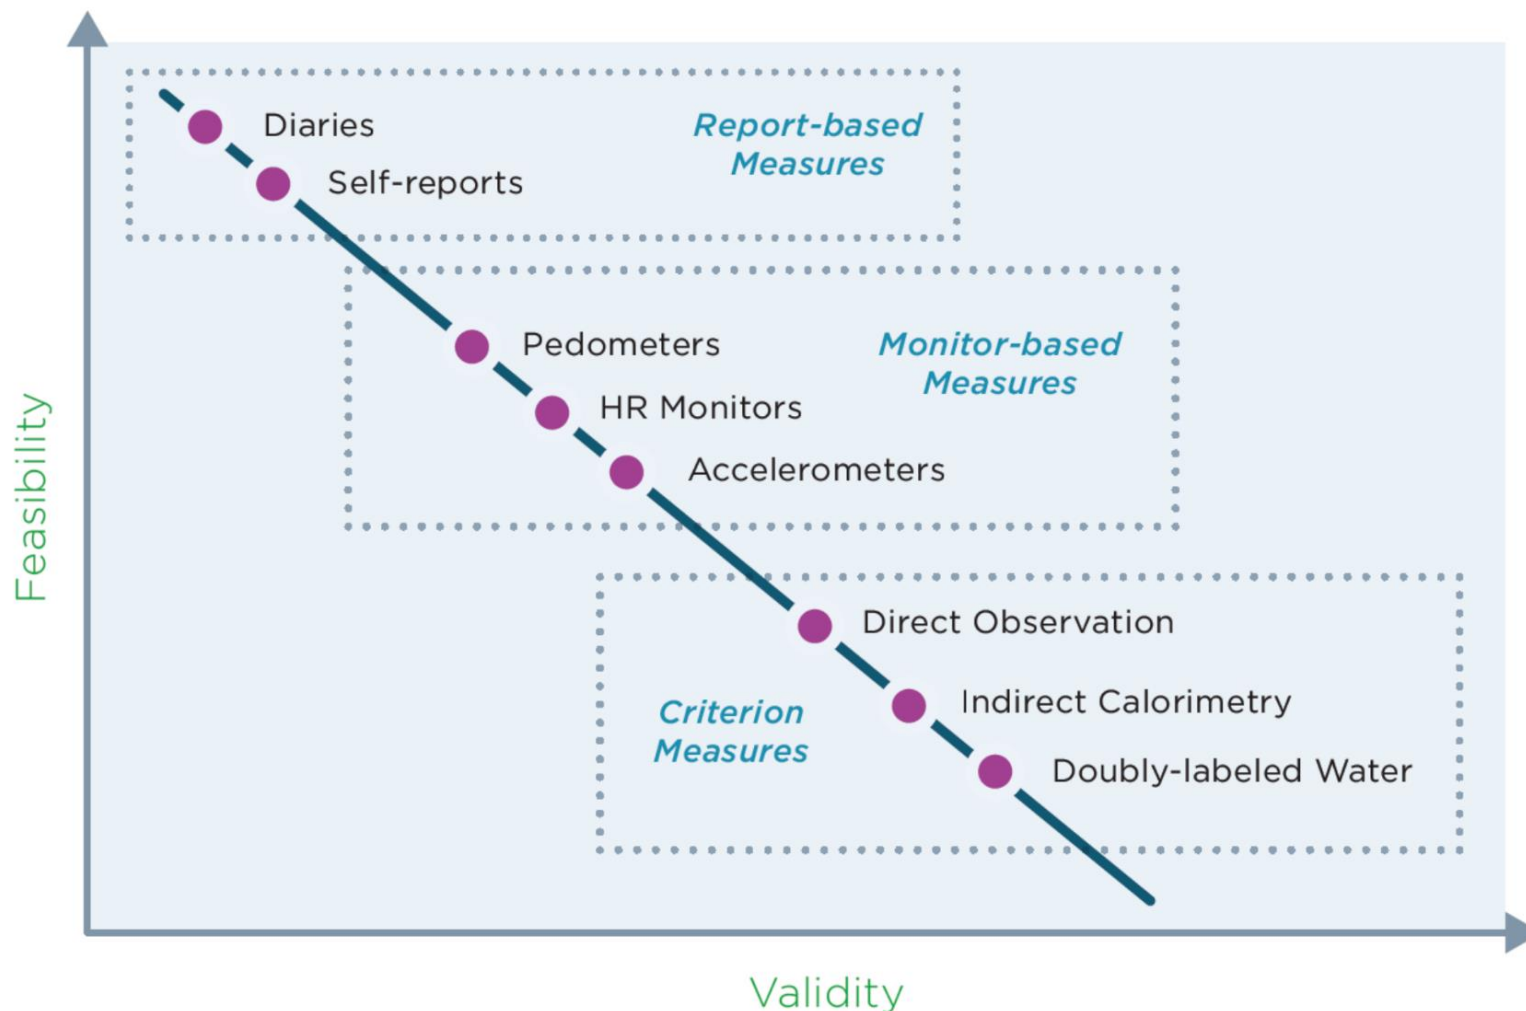 Diaries
Report-based
Measures
Self-reports
Pedometers
Monitor-based
Measures
HR Monitors
Accelerometers
Direct Observation
Criterion
Measures
Indirect Calorimetry
Doubly-labeled Water
Feasibility
Validity